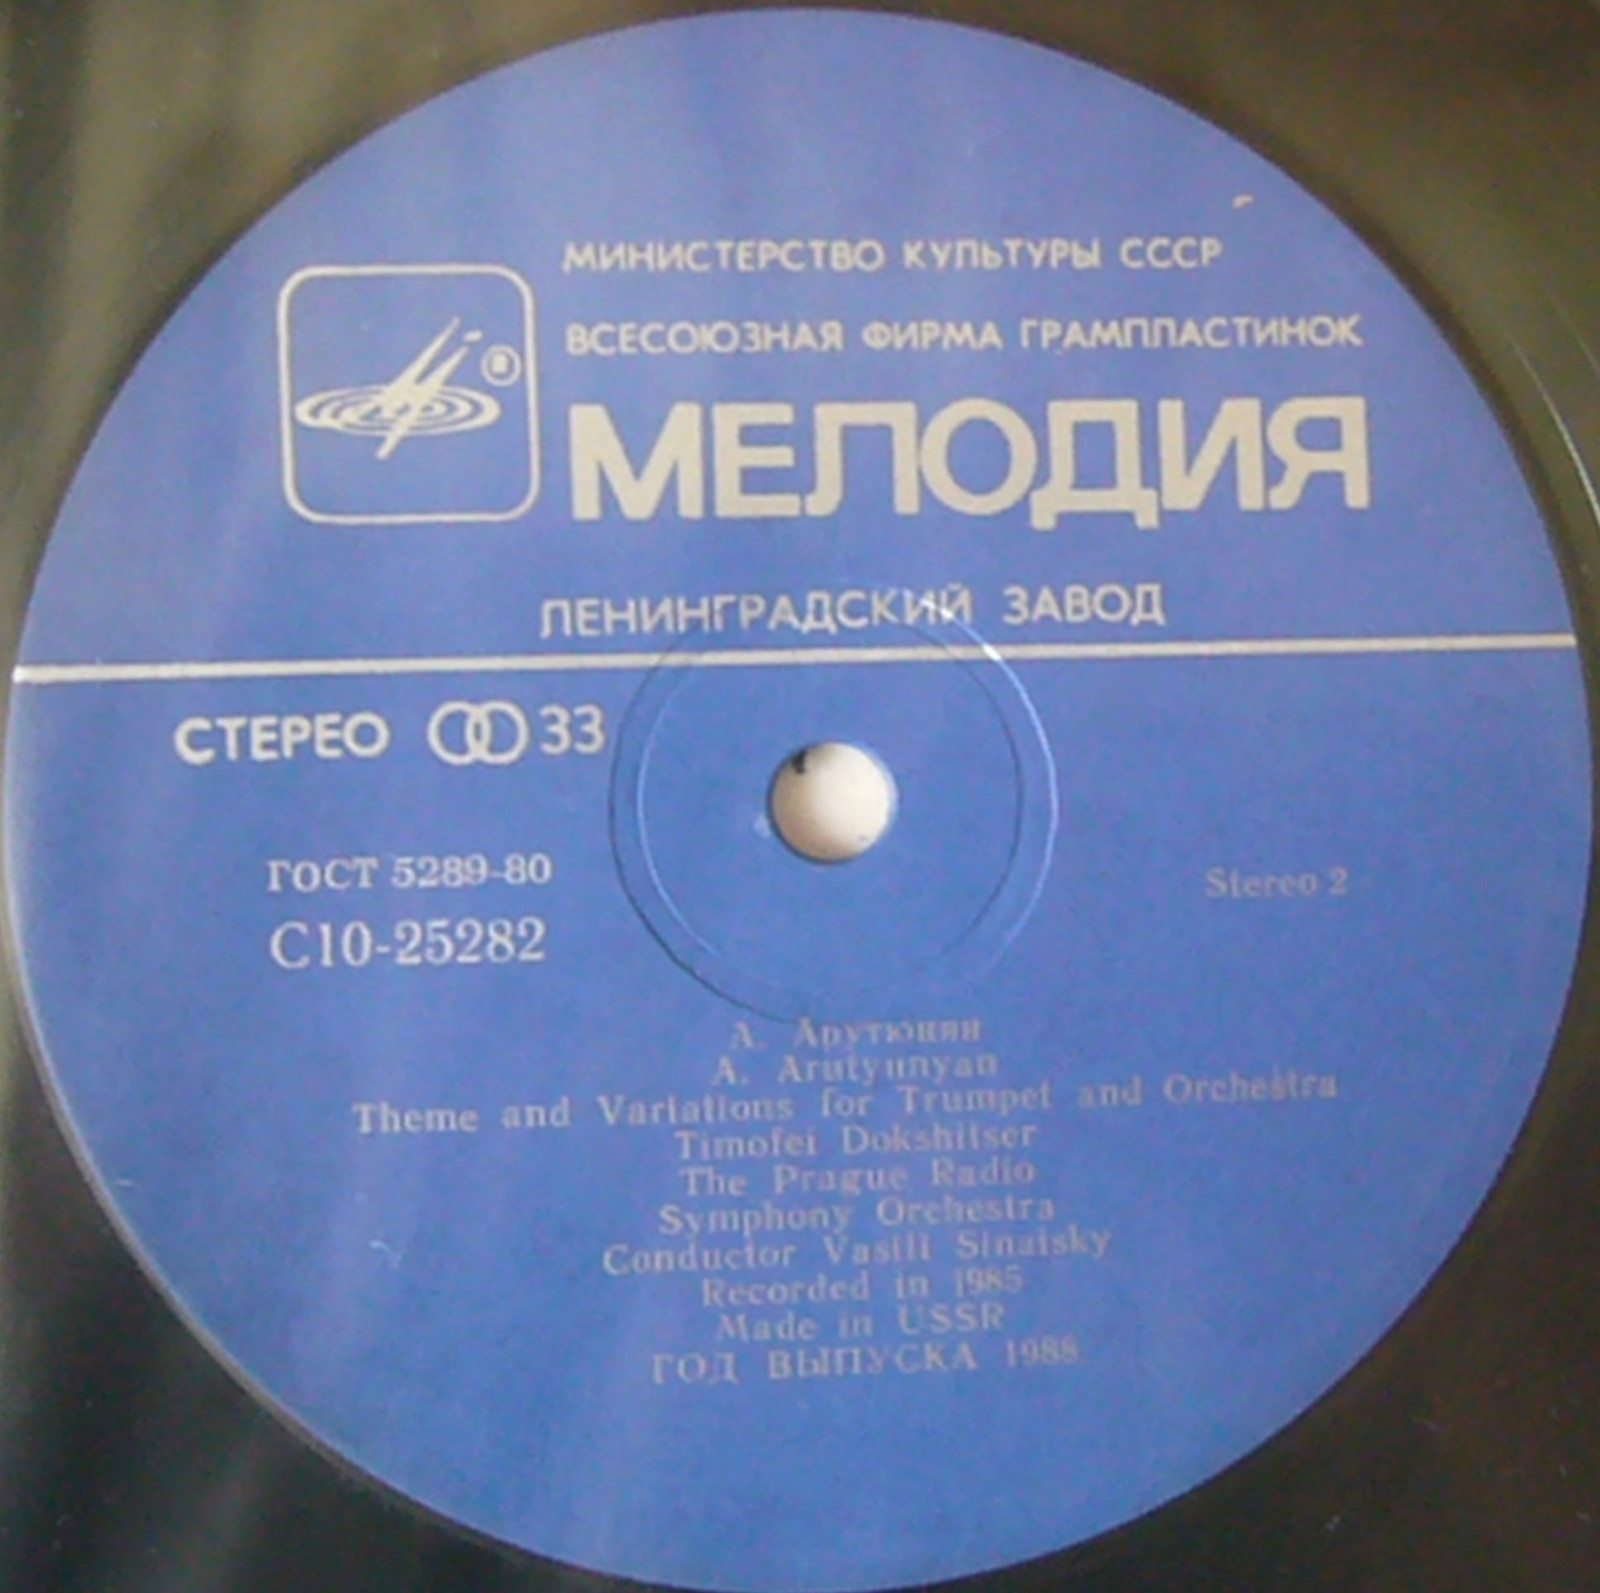 МИНИСТЕРСТВО КУЛЬТУРЫ СССР
ВСЕСОЮЗНАЯ ФИРМА ГРАМПЛАСТИНОК
МЕЛОДИЯ
ЛЕНИНГРАДСКИЙ ЗАВОД
СТЕРЕО 33
ГОСТ 5289-80
С10-25282
Stereo 2
А. Арутюнян
A. Arutyunyan
Theme and Variations for Trumpet and Orchestra
Timofei Dokshitser
The Prague Radio
Symphony Orchestra
Conductor Vasili Sinaisky
Recorded in 1985
Made in USSR
ГОД ВЫПУСКА 1988